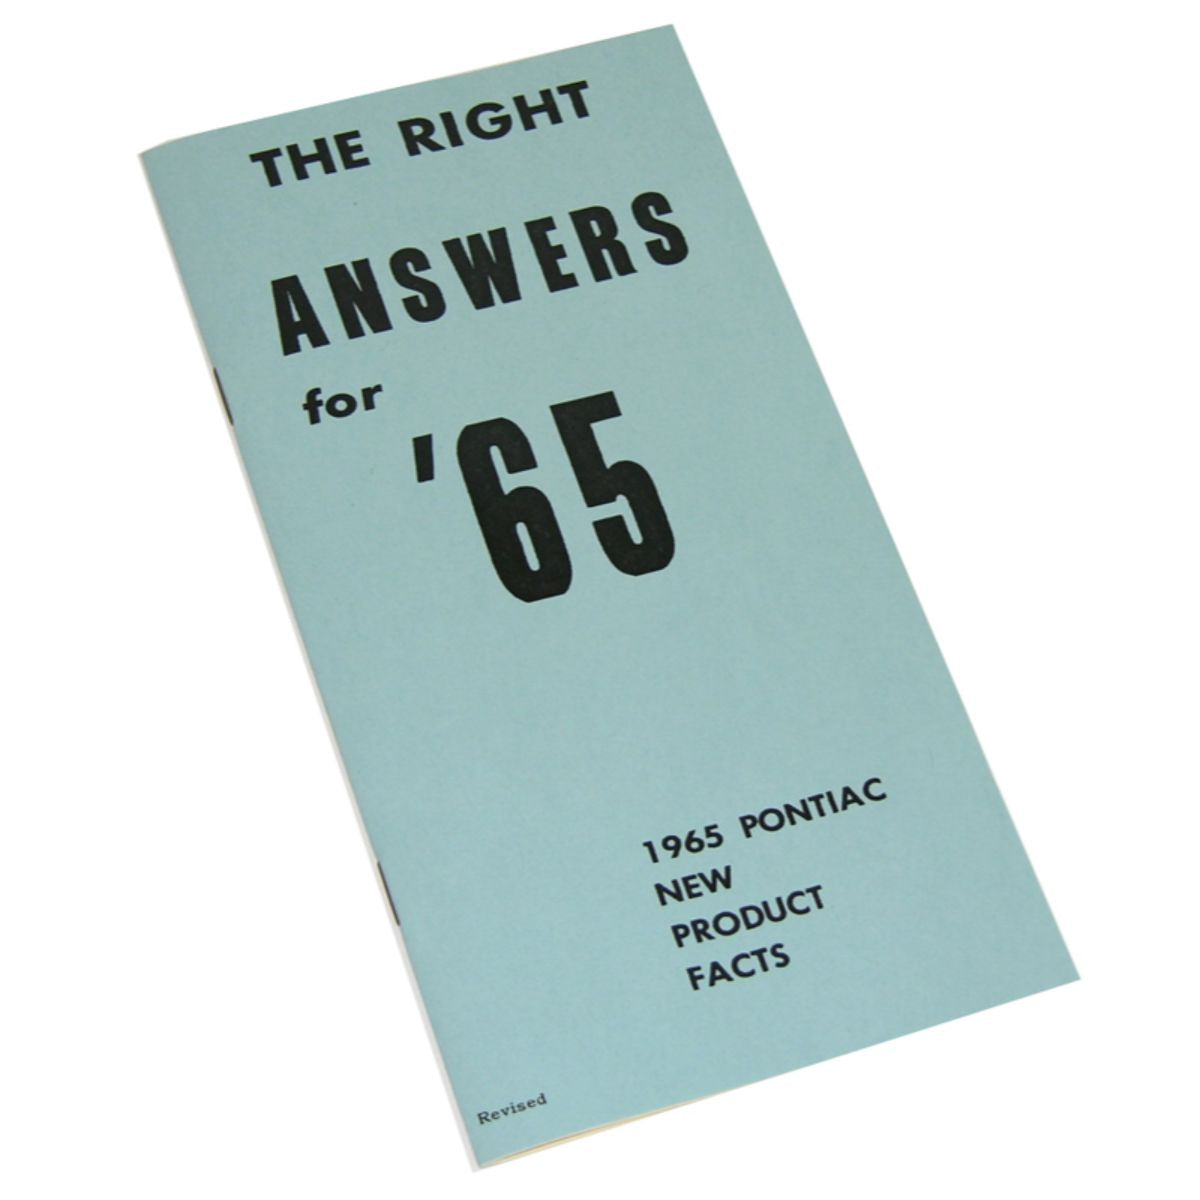 THE RIGHT
ANSWERS
for
'65
1965 PONTIAC
NEW
PRODUCT
FACTS
Revised